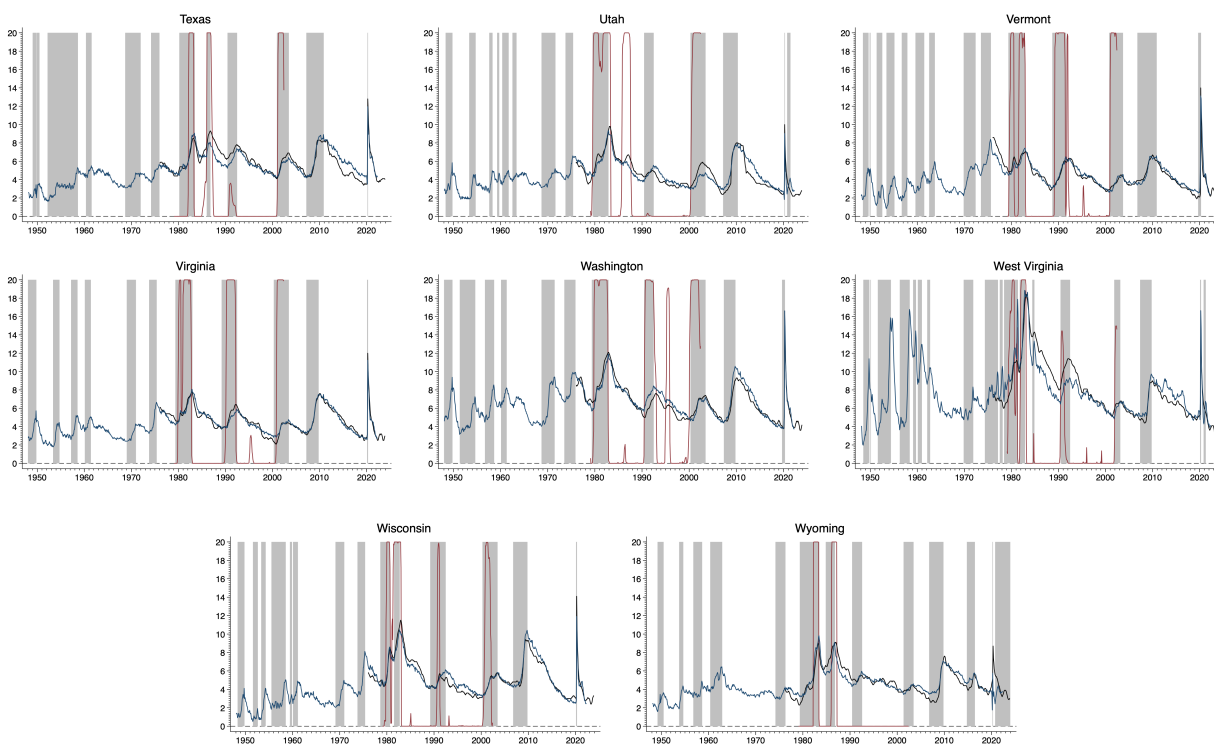 Texas Utah Vermont
20 20 20
18 18 18
16 16 16
14 14 14
12 12 12
10 10 10
8 8 8
6 6 6
4 4 4
2 2 2
0 0 0
1950 1960 1970 1980 1990 2000 2010 2020 1950 1960 1970 1980 1990 2000 2010 2020 1950 1960 1970 1980 1990 2000 2010 2020
Virginia Washington West Virginia
20 20 20
18 18 18
16 16 16
14 14 14
12 12 12
10 10 10
8 8 8
6 6 6
4 4 4
2 2 2
0 0 0
1950 1960 1970 1980 1990 2000 2010 2020 1950 1960 1970 1980 1990 2000 2010 2020 1950 1960 1970 1980 1990 2000 2010 2020
Wisconsin Wyoming
20 20
18 18
16 16
14 14
12 12
10 10
8 8
6 6
4 4
2 2
0 0
1950 1960 1970 1980 1990 2000 2010 2020 1950 1960 1970 1980 1990 2000 2010 2020